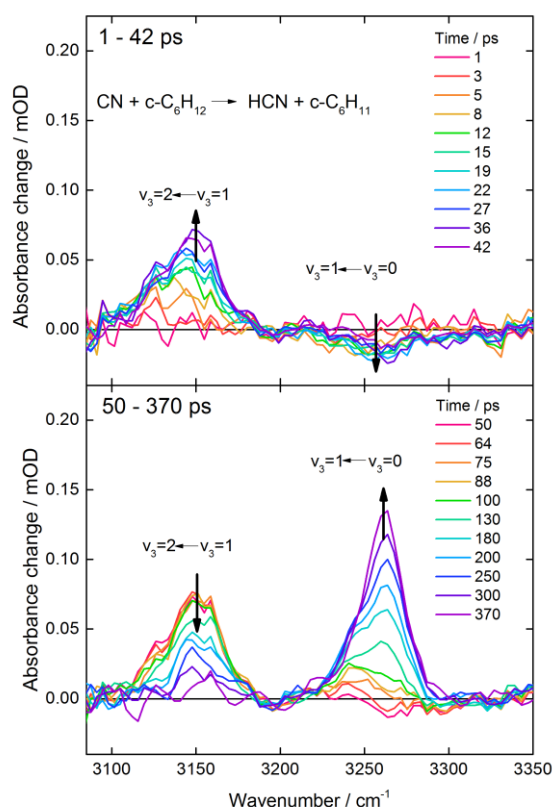 1 - 42 ps
Time / ps
1
3
5
8
12
15
19
22
27
36
42
CN + c-C₆H₁₂ → HCN + c-C₆H₁₁
v₃=2←v₃=1
v₃=1←v₃=0
0.20
0.15
0.10
0.05
0.00
Absorbance change / mOD
50 - 370 ps
Time / ps
50
64
75
88
100
130
180
200
250
300
370
v₃=1←v₃=0
v₃=2←v₃=1
0.20
0.15
0.10
0.05
0.00
Absorbance change / mOD
3100 3150 3200 3250 3300 3350
Wavenumber / cm⁻¹